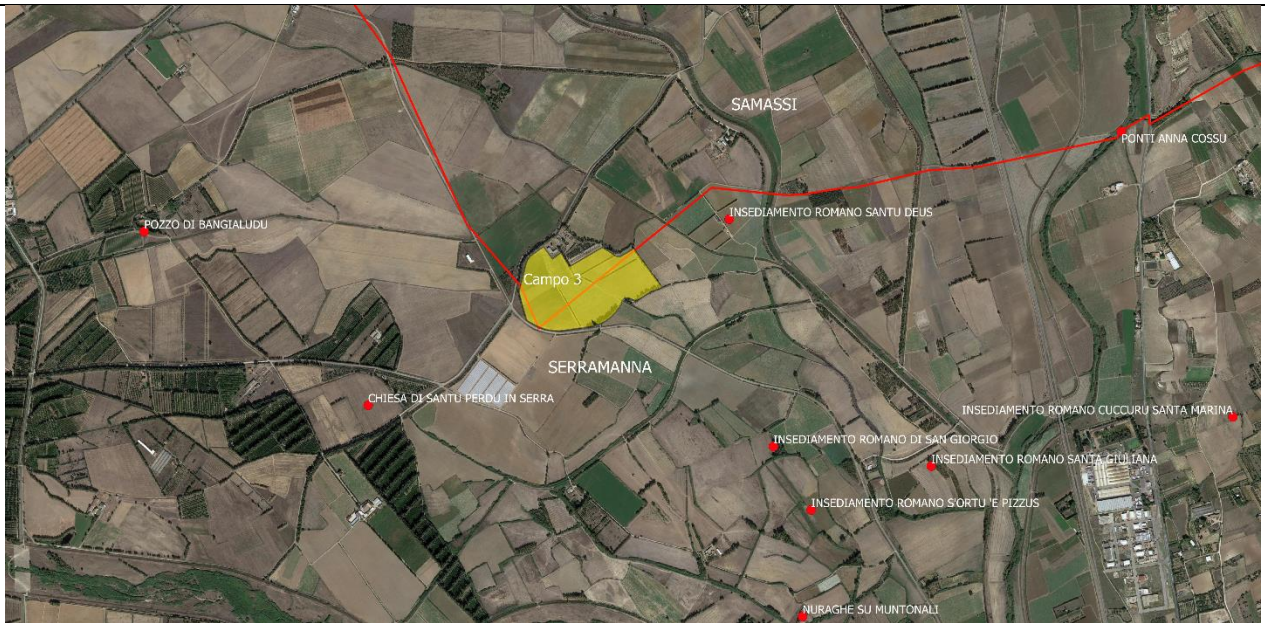 SAMASSI
PONTI ANNA COSSU
INSEDIAMENTO ROMANO SANTU DEUS
POZZO DI BANGIALUDU
Campo 3
SERRAMANNA
CHIESA DI SANTU PERDU IN SERRA
INSEDIAMENTO ROMANO CUCCURU SANTA MARINA
INSEDIAMENTO ROMANO DI SAN GIORGIO
INSEDIAMENTO ROMANO SANTA GIULIANA
INSEDIAMENTO ROMANO S'ORTU 'E PIZZUS
NURAGHE SU MUNTONALI